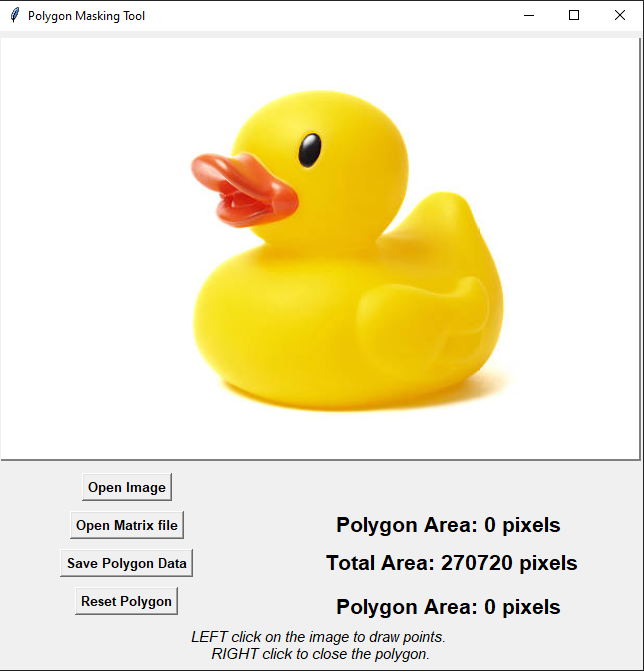 Polygon Masking Tool
Open Image
Open Matrix file
Polygon Area: 0 pixels
Save Polygon Data
Total Area: 270720 pixels
Reset Polygon
Polygon Area: 0 pixels
LEFT click on the image to draw points.
RIGHT click to close the polygon.